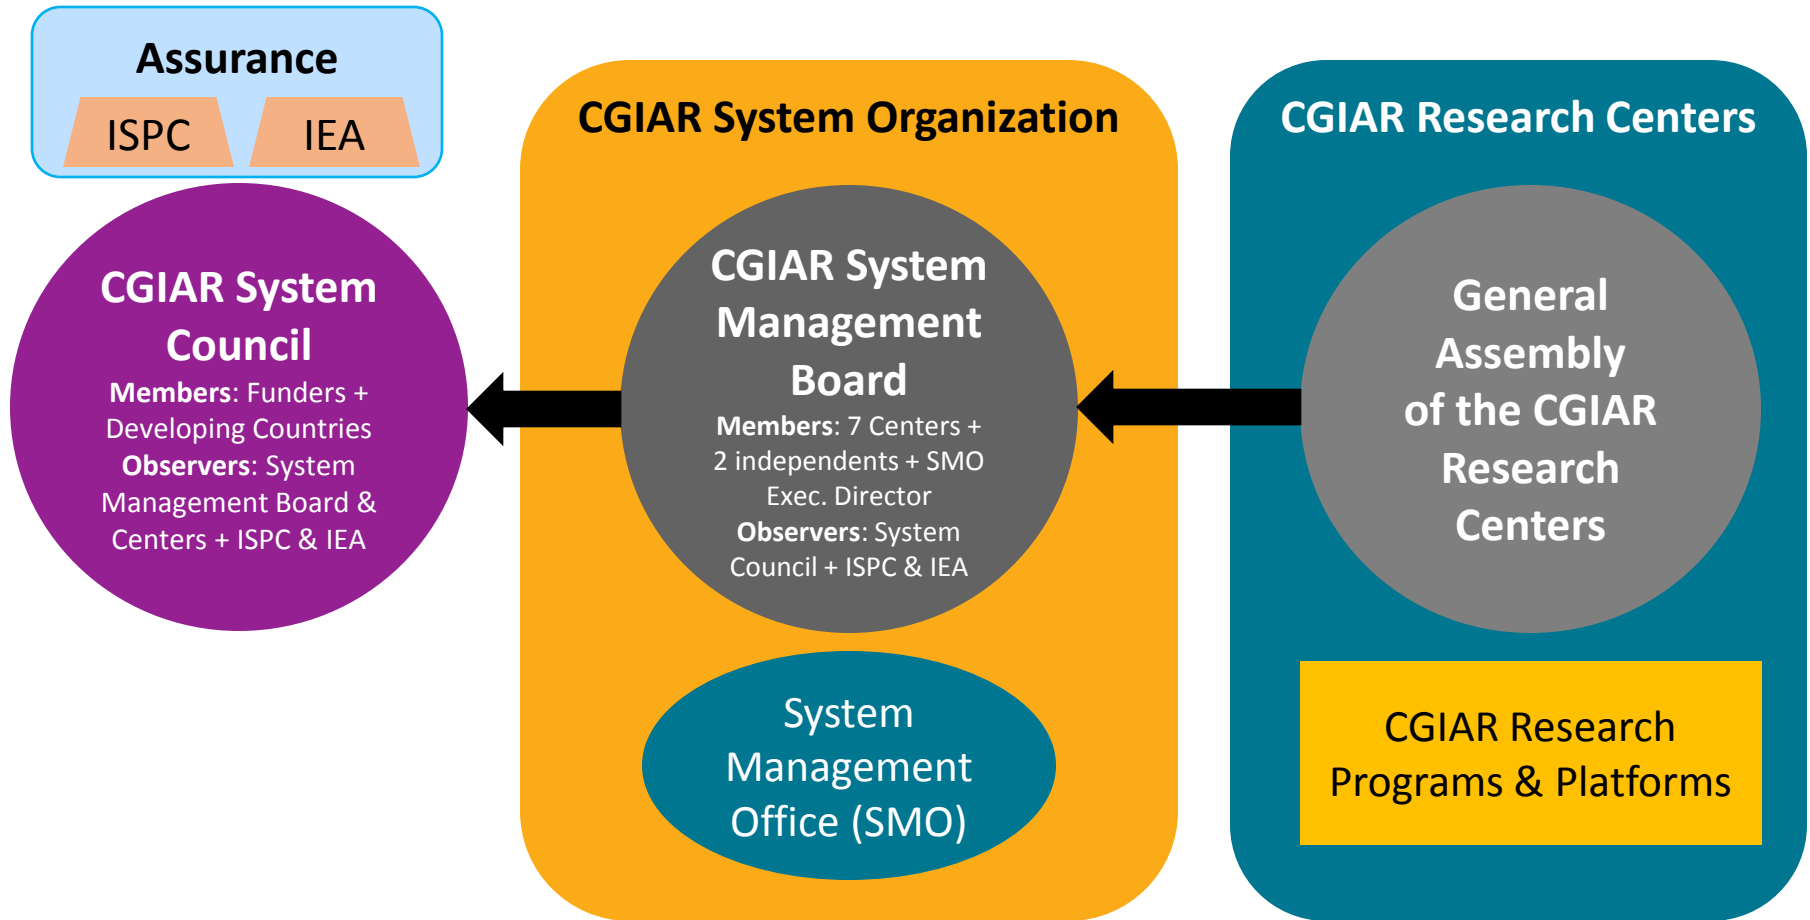 Assurance
ISPC
IEA
CGIAR System
Council
Members: Funders +
Developing Countries
Observers: System
Management Board &
Centers + ISPC & IEA
CGIAR System Organization
CGIAR System
Management
Board
Members: 7 Centers +
2 independents + SMO
Exec. Director
Observers: System
Council + ISPC & IEA
System
Management
Office (SMO)
CGIAR Research Centers
General
Assembly
of the CGIAR
Research
Centers
CGIAR Research
Programs & Platforms